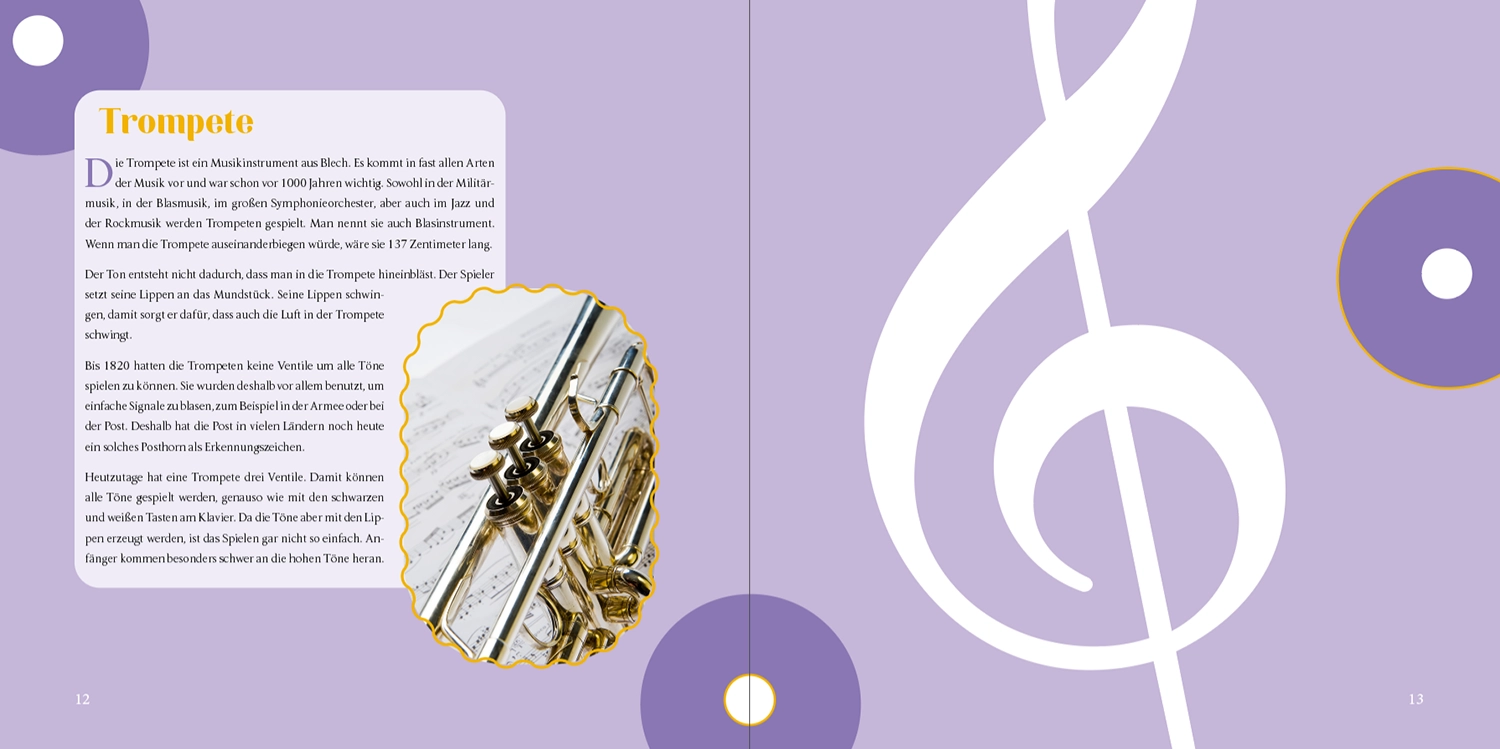 Trompete
Die Trompete ist ein Musikinstrument aus Blech. Es kommt in fast allen Arten
der Musik vor und war schon vor 1000 Jahren wichtig. Sowohl in der Militär-
musik, in der Blasmusik, im großen Symphonieorchester, aber auch im Jazz und
der Rockmusik werden Trompeten gespielt. Man nennt sie auch Blasinstrument.
Wenn man die Trompete auseinanderbiegen würde, wäre sie 137 Zentimeter lang.
Der Ton entsteht nicht dadurch, dass man in die Trompete hineinbläst. Der Spieler
setzt seine Lippen an das Mundstück. Seine Lippen schwin-
gen, damit sorgt er dafür, dass auch die Luft in der Trompete
schwingt.
Bis 1820 hatten die Trompeten keine Ventile um alle Töne
spielen zu können. Sie wurden deshalb vor allem benutzt, um
einfache Signale zu blasen, zum Beispiel in der Armee oder bei
der Post. Deshalb hat die Post in vielen Ländern noch heute
ein solches Posthorn als Erkennungszeichen.
Heutzutage hat eine Trompete drei Ventile. Damit können
alle Töne gespielt werden, genauso wie mit den schwarzen
und weißen Tasten am Klavier. Da die Töne aber mit den Lip-
pen erzeugt werden, ist das Spielen gar nicht so einfach. An-
fänger kommen besonders schwer an die hohen Töne heran.
12
13